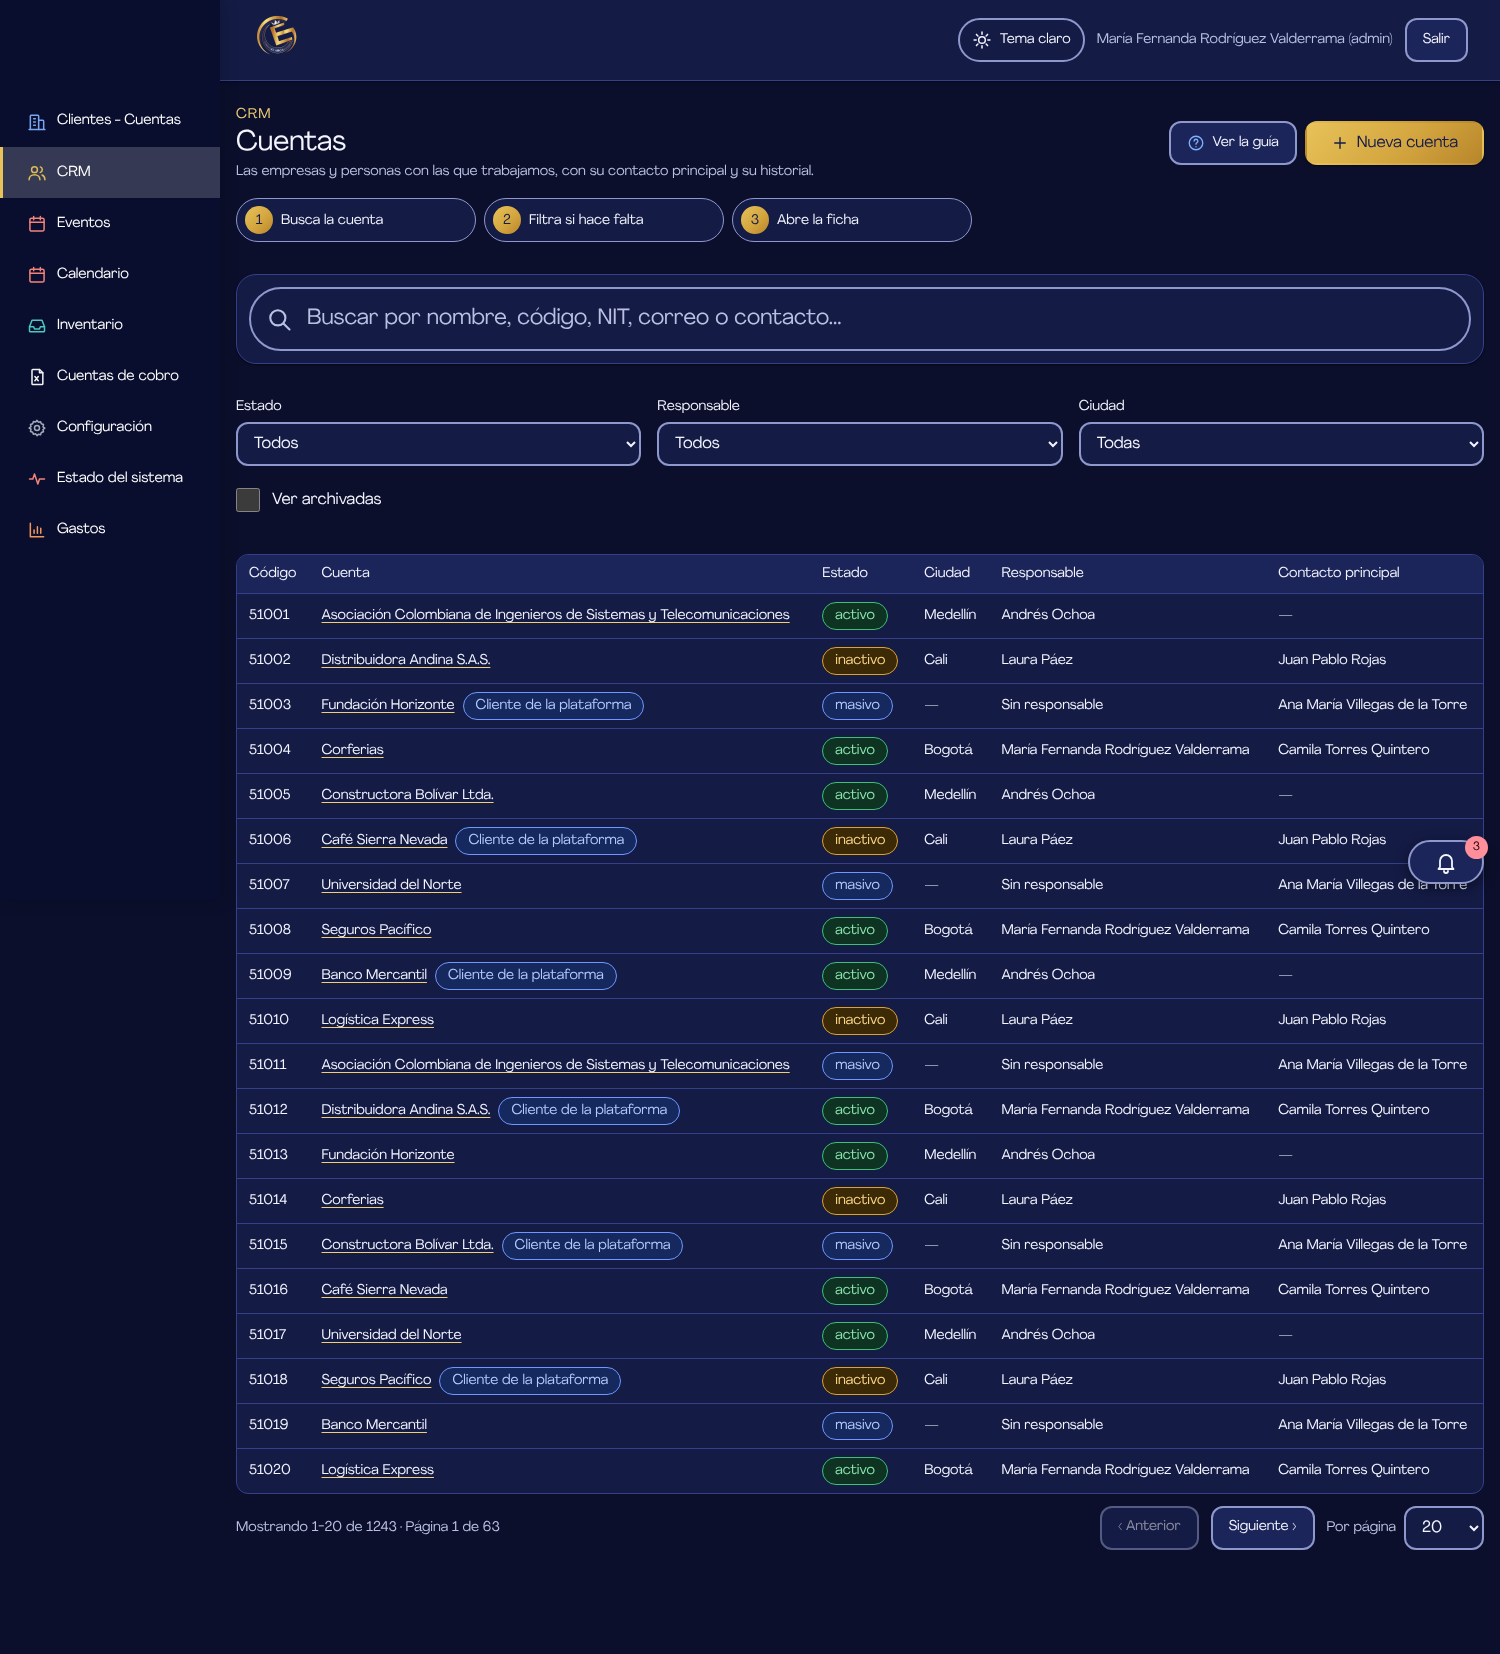 Tema claro
María Fernanda Rodríguez Valderrama (admin)
Salir
Clientes - Cuentas
CRM
Eventos
Calendario
Inventario
Cuentas de cobro
Configuración
Estado del sistema
Gastos
CRM
Cuentas
Las empresas y personas con las que trabajamos, con su contacto principal y su historial.
Ver la guía
Nueva cuenta
1 Busca la cuenta
2 Filtra si hace falta
3 Abre la ficha
Buscar por nombre, código, NIT, correo o contacto...
Estado Responsable Ciudad
Todos Todos Todas
Ver archivadas
Código Cuenta Estado Ciudad Responsable Contacto principal
51001 Asociación Colombiana de Ingenieros de Sistemas y Telecomunicaciones activo Medellín Andrés Ochoa —
51002 Distribuidora Andina S.A.S. inactivo Cali Laura Páez Juan Pablo Rojas
51003 Fundación Horizonte Cliente de la plataforma masivo — Sin responsable Ana María Villegas de la Torre
51004 Corferias activo Bogotá María Fernanda Rodríguez Valderrama Camila Torres Quintero
51005 Constructora Bolívar Ltda. activo Medellín Andrés Ochoa —
51006 Café Sierra Nevada Cliente de la plataforma inactivo Cali Laura Páez Juan Pablo Rojas
3
51007 Universidad del Norte masivo — Sin responsable Ana María Villegas de la Torre
51008 Seguros Pacífico activo Bogotá María Fernanda Rodríguez Valderrama Camila Torres Quintero
51009 Banco Mercantil Cliente de la plataforma activo Medellín Andrés Ochoa —
51010 Logística Express inactivo Cali Laura Páez Juan Pablo Rojas
51011 Asociación Colombiana de Ingenieros de Sistemas y Telecomunicaciones masivo — Sin responsable Ana María Villegas de la Torre
51012 Distribuidora Andina S.A.S. Cliente de la plataforma activo Bogotá María Fernanda Rodríguez Valderrama Camila Torres Quintero
51013 Fundación Horizonte activo Medellín Andrés Ochoa —
51014 Corferias inactivo Cali Laura Páez Juan Pablo Rojas
51015 Constructora Bolívar Ltda. Cliente de la plataforma masivo — Sin responsable Ana María Villegas de la Torre
51016 Café Sierra Nevada activo Bogotá María Fernanda Rodríguez Valderrama Camila Torres Quintero
51017 Universidad del Norte activo Medellín Andrés Ochoa —
51018 Seguros Pacífico Cliente de la plataforma inactivo Cali Laura Páez Juan Pablo Rojas
51019 Banco Mercantil masivo — Sin responsable Ana María Villegas de la Torre
51020 Logística Express activo Bogotá María Fernanda Rodríguez Valderrama Camila Torres Quintero
Mostrando 1–20 de 1243 · Página 1 de 63
‹ Anterior Siguiente › Por página 20